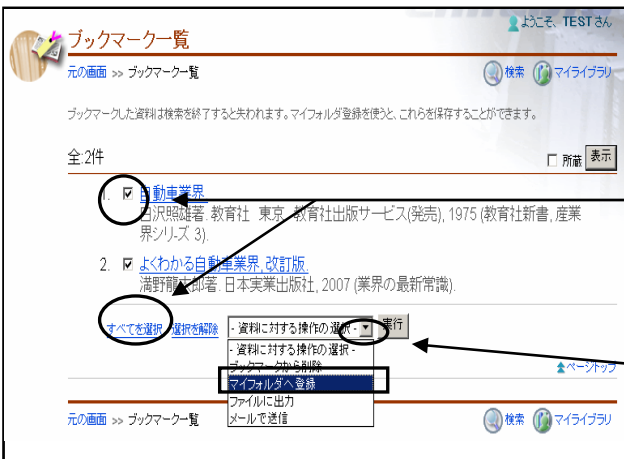 ようこそ、TESTさん
ブックマーク一覧
元の画面 >> ブックマーク一覧
検索 マイライブラリ
ブックマークした資料は検索を終了すると失われます。マイフォルダ登録を使うと、これらを保存することができます。
全:2件
所蔵 表示
1. 自動車業界.
白沢照雄著. 教育社 東京 教育社出版サービス(発売), 1975 (教育社新書, 産業
界シリーズ 3).
2. よくわかる自動車業界, 改訂版.
満野龍太郎著. 日本実業出版社, 2007 (業界の最新常識).
すべてを選択 選択を解除 - 資料に対する操作の選択 - 実行
- 資料に対する操作の選択 -
ブックマークから削除
マイフォルダへ登録
ファイルに出力
メールで送信
ページトップ
元の画面 >> ブックマーク一覧
検索 マイライブラリ